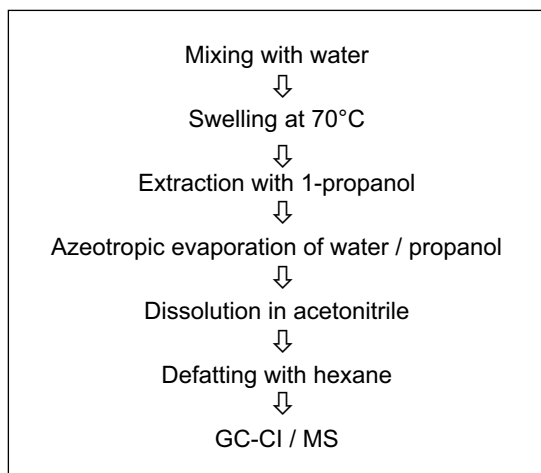 Mixing with water
⇩
Swelling at 70°C
⇩
Extraction with 1-propanol
⇩
Azeotropic evaporation of water / propanol
⇩
Dissolution in acetonitrile
⇩
Defatting with hexane
⇩
GC-CI / MS